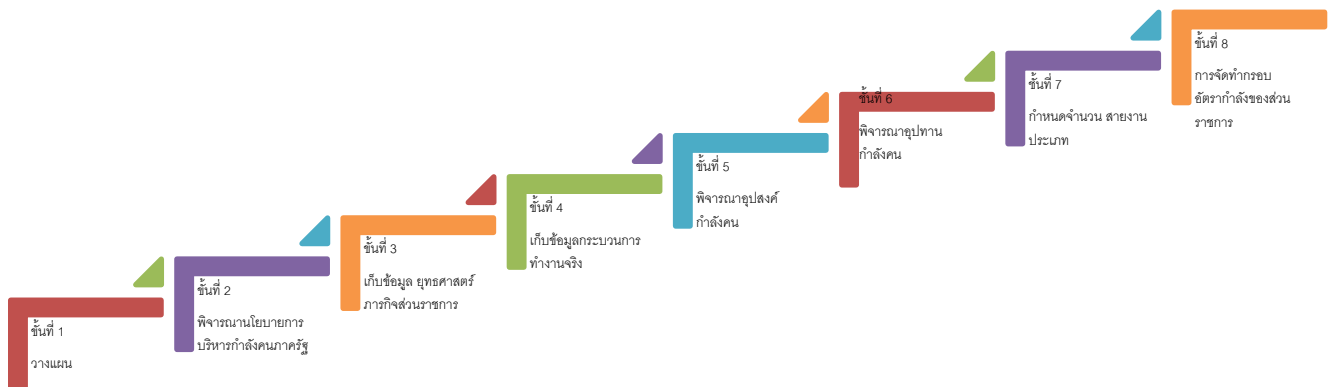 ขั้นที่ 1
วางแผน
ขั้นที่ 2
พิจารณานโยบายการ
บริหารกำลังคนภาครัฐ
ขั้นที่ 3
เก็บข้อมูล ยุทธศาสตร์
ภารกิจส่วนราชการ
ขั้นที่ 4
เก็บข้อมูลกระบวนการ
ทำงานจริง
ขั้นที่ 5
พิจารณาอุปสงค์
กำลังคน
ขั้นที่ 6
พิจารณาอุปทาน
กำลังคน
ขั้นที่ 7
กำหนดจำนวน สายงาน
ประเภท
ขั้นที่ 8
การจัดทำกรอบ
อัตรากำลังของส่วน
ราชการ